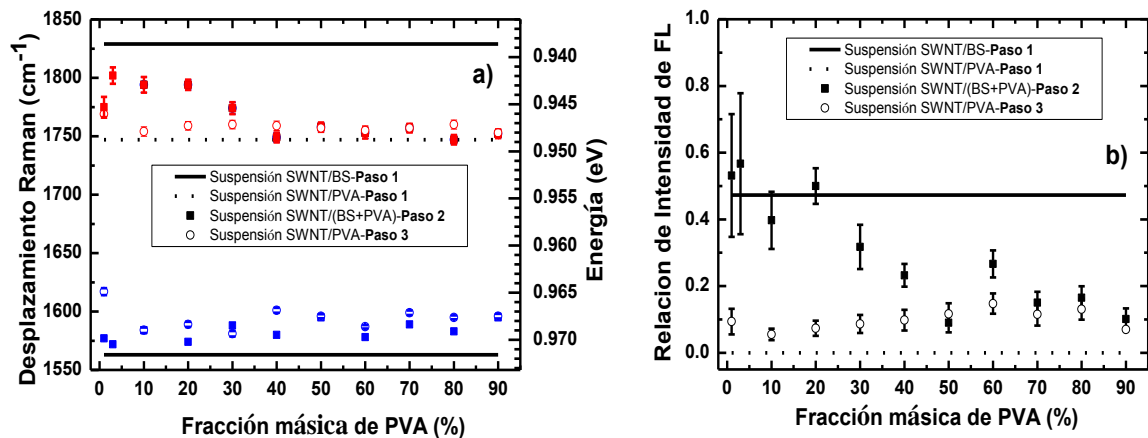 1850
1800
1750
1700
1650
1600
1550
Desplazamiento Raman (cm⁻¹)
a)
Suspensión SWNT/BS-Paso 1
Suspensión SWNT/PVA-Paso 1
Suspensión SWNT/(BS+PVA)-Paso 2
Suspensión SWNT/PVA-Paso 3
0.940
0.945
0.950
0.955
0.960
0.965
0.970
Energía (eV)
0 10 20 30 40 50 60 70 80 90
Fracción másica de PVA (%)
1.0
0.8
0.6
0.4
0.2
0.0
Relacion de Intensidad de FL
Suspensión SWNT/BS-Paso 1
Suspensión SWNT/PVA-Paso 1
Suspensión SWNT/(BS+PVA)-Paso 2
Suspensión SWNT/PVA-Paso 3
b)
0 10 20 30 40 50 60 70 80 90
Fracción másica de PVA (%)